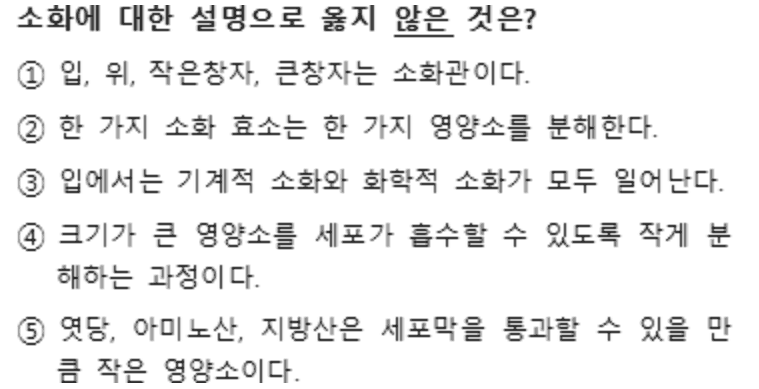 소화에 대한 설명으로 옳지 않은 것은?
① 입, 위, 작은창자, 큰창자는 소화관이다.
② 한 가지 소화 효소는 한 가지 영양소를 분해한다.
③ 입에서는 기계적 소화와 화학적 소화가 모두 일어난다.
④ 크기가 큰 영양소를 세포가 흡수할 수 있도록 작게 분
해하는 과정이다.
⑤ 엿당, 아미노산, 지방산은 세포막을 통과할 수 있을 만
큼 작은 영양소이다.